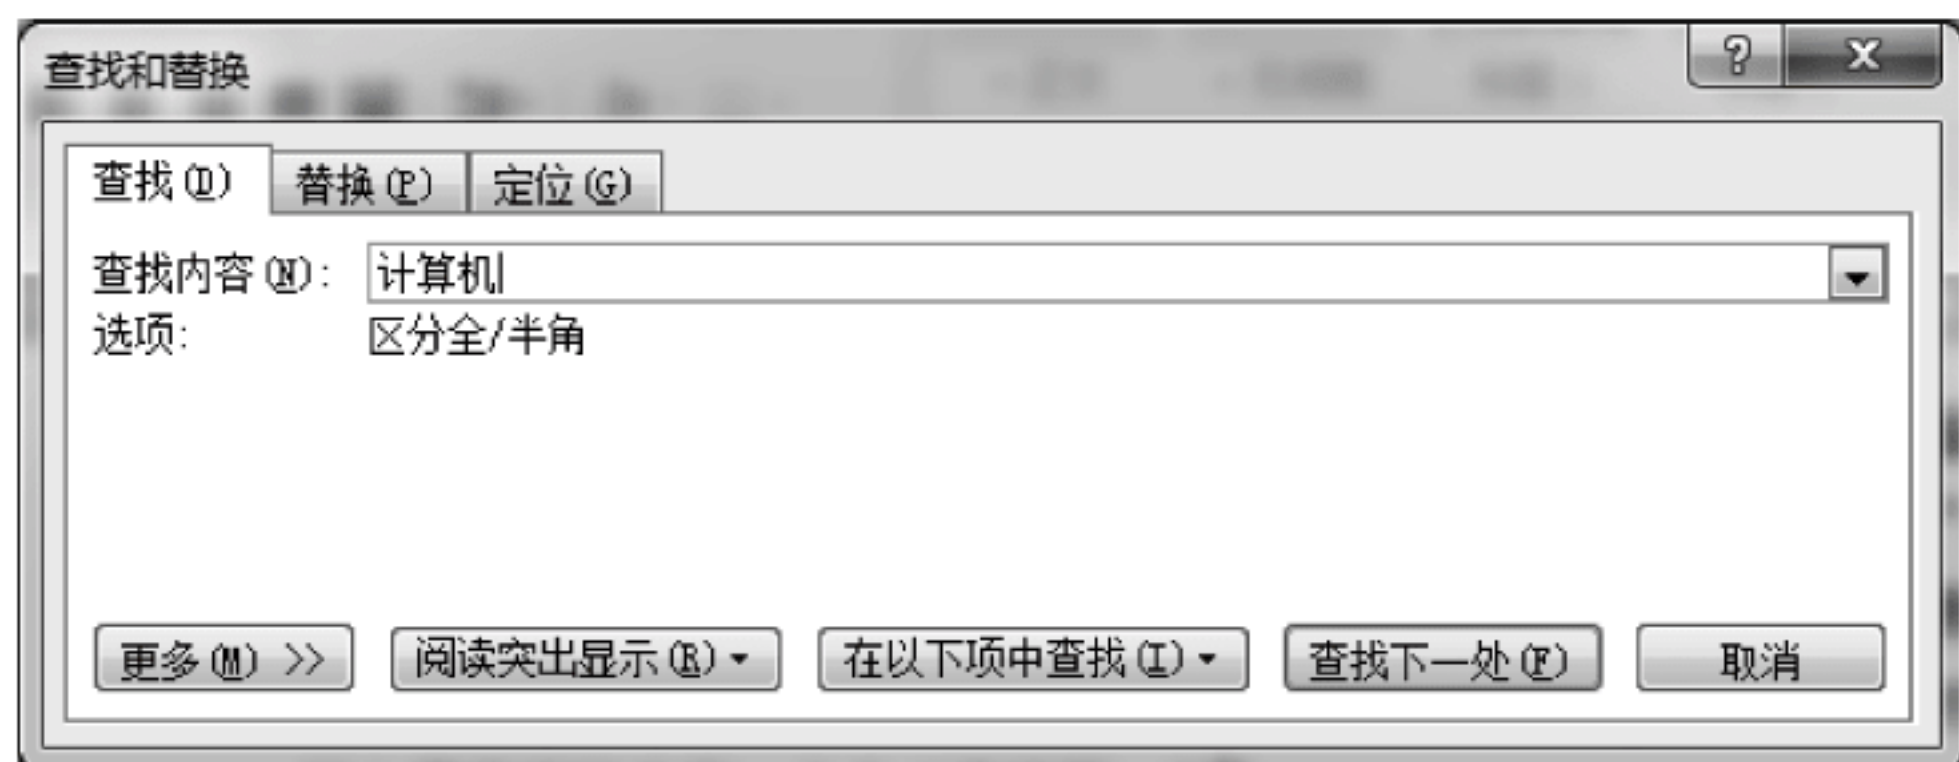 查找和替换
查找(D) 替换(P) 定位(G)
查找内容(N): 计算机
选项: 区分全/半角
更多(M) >> 阅读突出显示(R) 在以下项中查找(I) 查找下一处(F) 取消